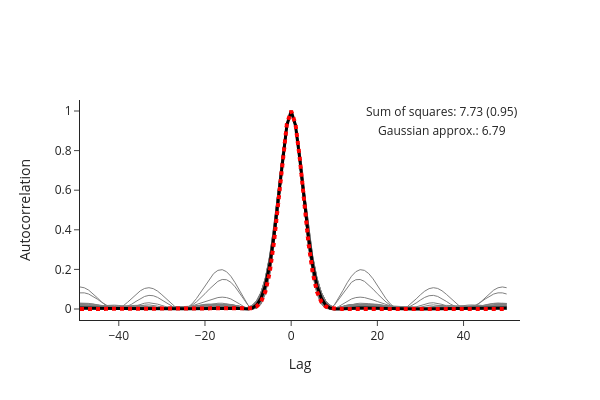 Sum of squares: 7.73 (0.95)
Gaussian approx.: 6.79
Autocorrelation
1
0.8
0.6
0.4
0.2
0
−40
−20
0
20
40
Lag